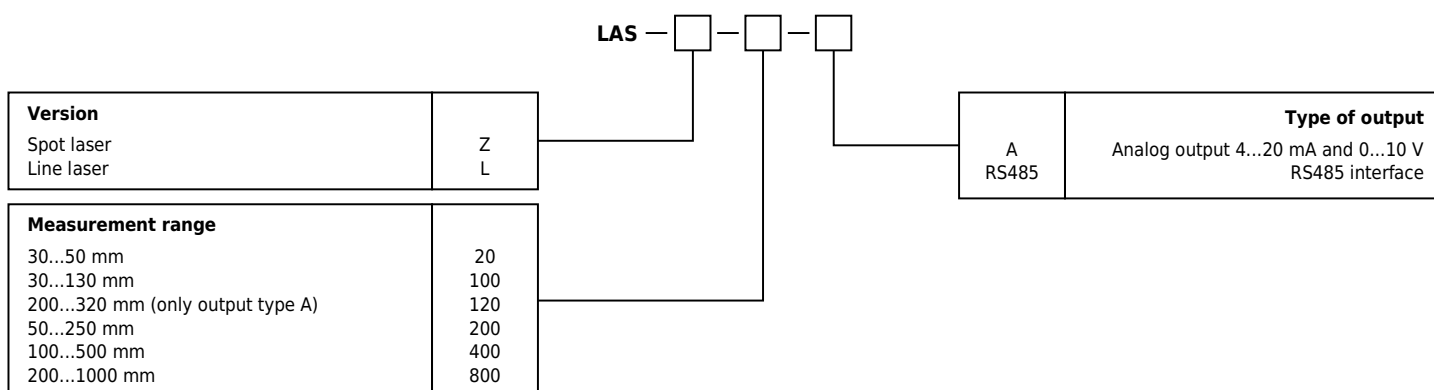 LAS — —  —
Version
Spot laser Z
Line laser L
Measurement range
30...50 mm 20
30...130 mm 100
200...320 mm (only output type A) 120
50...250 mm 200
100...500 mm 400
200...1000 mm 800
Type of output
A Analog output 4...20 mA and 0...10 V
RS485 RS485 interface